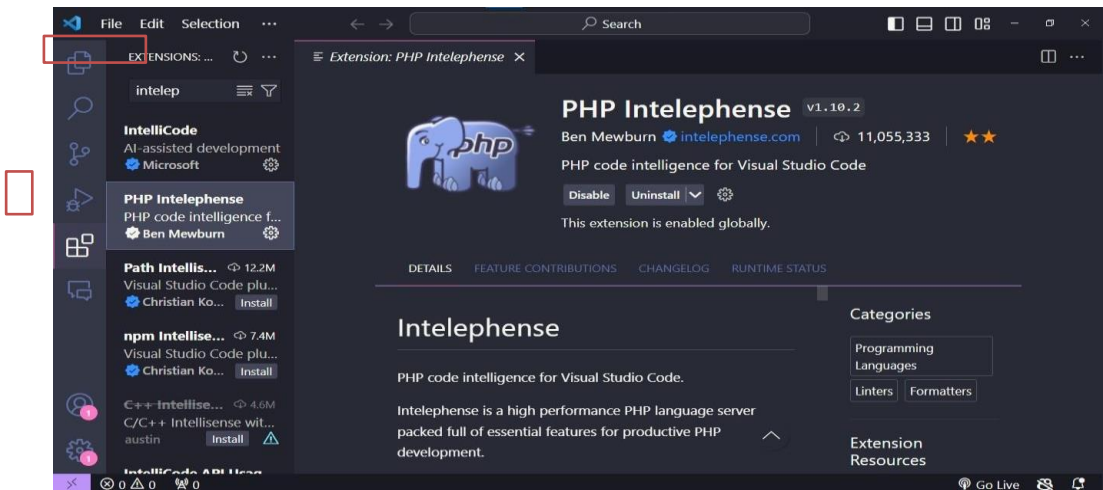 File Edit Selection ···
Search
EXTENSIONS: ... ···
intelep
IntelliCode
AI-assisted development
Microsoft
PHP Intelephense
PHP code intelligence f...
Ben Mewburn
Path Intellis... 12.2M
Visual Studio Code plu...
Christian Ko... Install
npm Intellise... 7.4M
Visual Studio Code plu...
Christian Ko... Install
C++ Intellise... 4.6M
C/C++ Intellisense wit...
austin Install
IntelliCode API Usag
1
1
Extension: PHP Intelephense
php
PHP Intelephense v1.10.2
Ben Mewburn intelephense.com 11,055,333
PHP code intelligence for Visual Studio Code
Disable Uninstall
This extension is enabled globally.
DETAILS FEATURE CONTRIBUTIONS CHANGELOG RUNTIME STATUS
Intelephense
PHP code intelligence for Visual Studio Code.
Intelephense is a high performance PHP language server
packed full of essential features for productive PHP
development.
Categories
Programming
Languages
Linters Formatters
Extension
Resources
0 0 0
Go Live